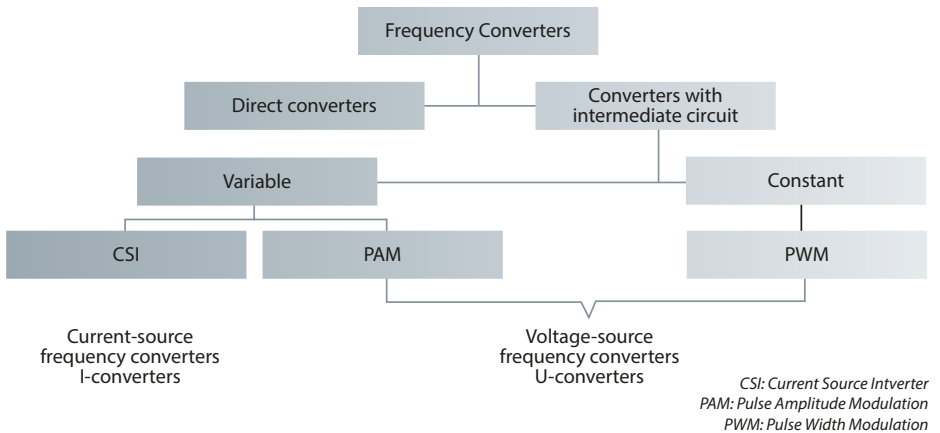 Frequency Converters
Direct converters
Converters with
intermediate circuit
Variable
Constant
CSI
PAM
PWM
Current-source
frequency converters
I-converters
Voltage-source
frequency converters
U-converters
CSI: Current Source Intverter
PAM: Pulse Amplitude Modulation
PWM: Pulse Width Modulation